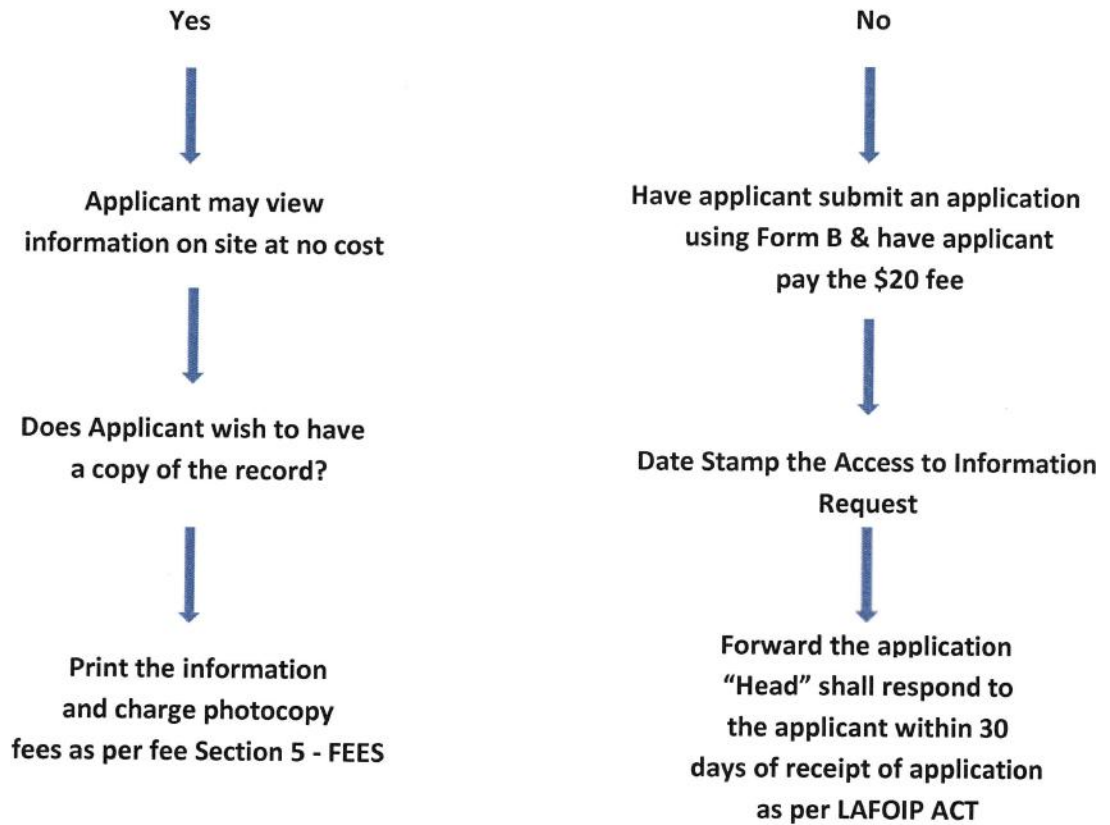 Yes
Applicant may view
information on site at no cost
Does Applicant wish to have
a copy of the record?
Print the information
and charge photocopy
fees as per fee Section 5 - FEES
No
Have applicant submit an application
using Form B & have applicant
pay the $20 fee
Date Stamp the Access to Information
Request
Forward the application
“Head” shall respond to
the applicant within 30
days of receipt of application
as per LAFOIP ACT